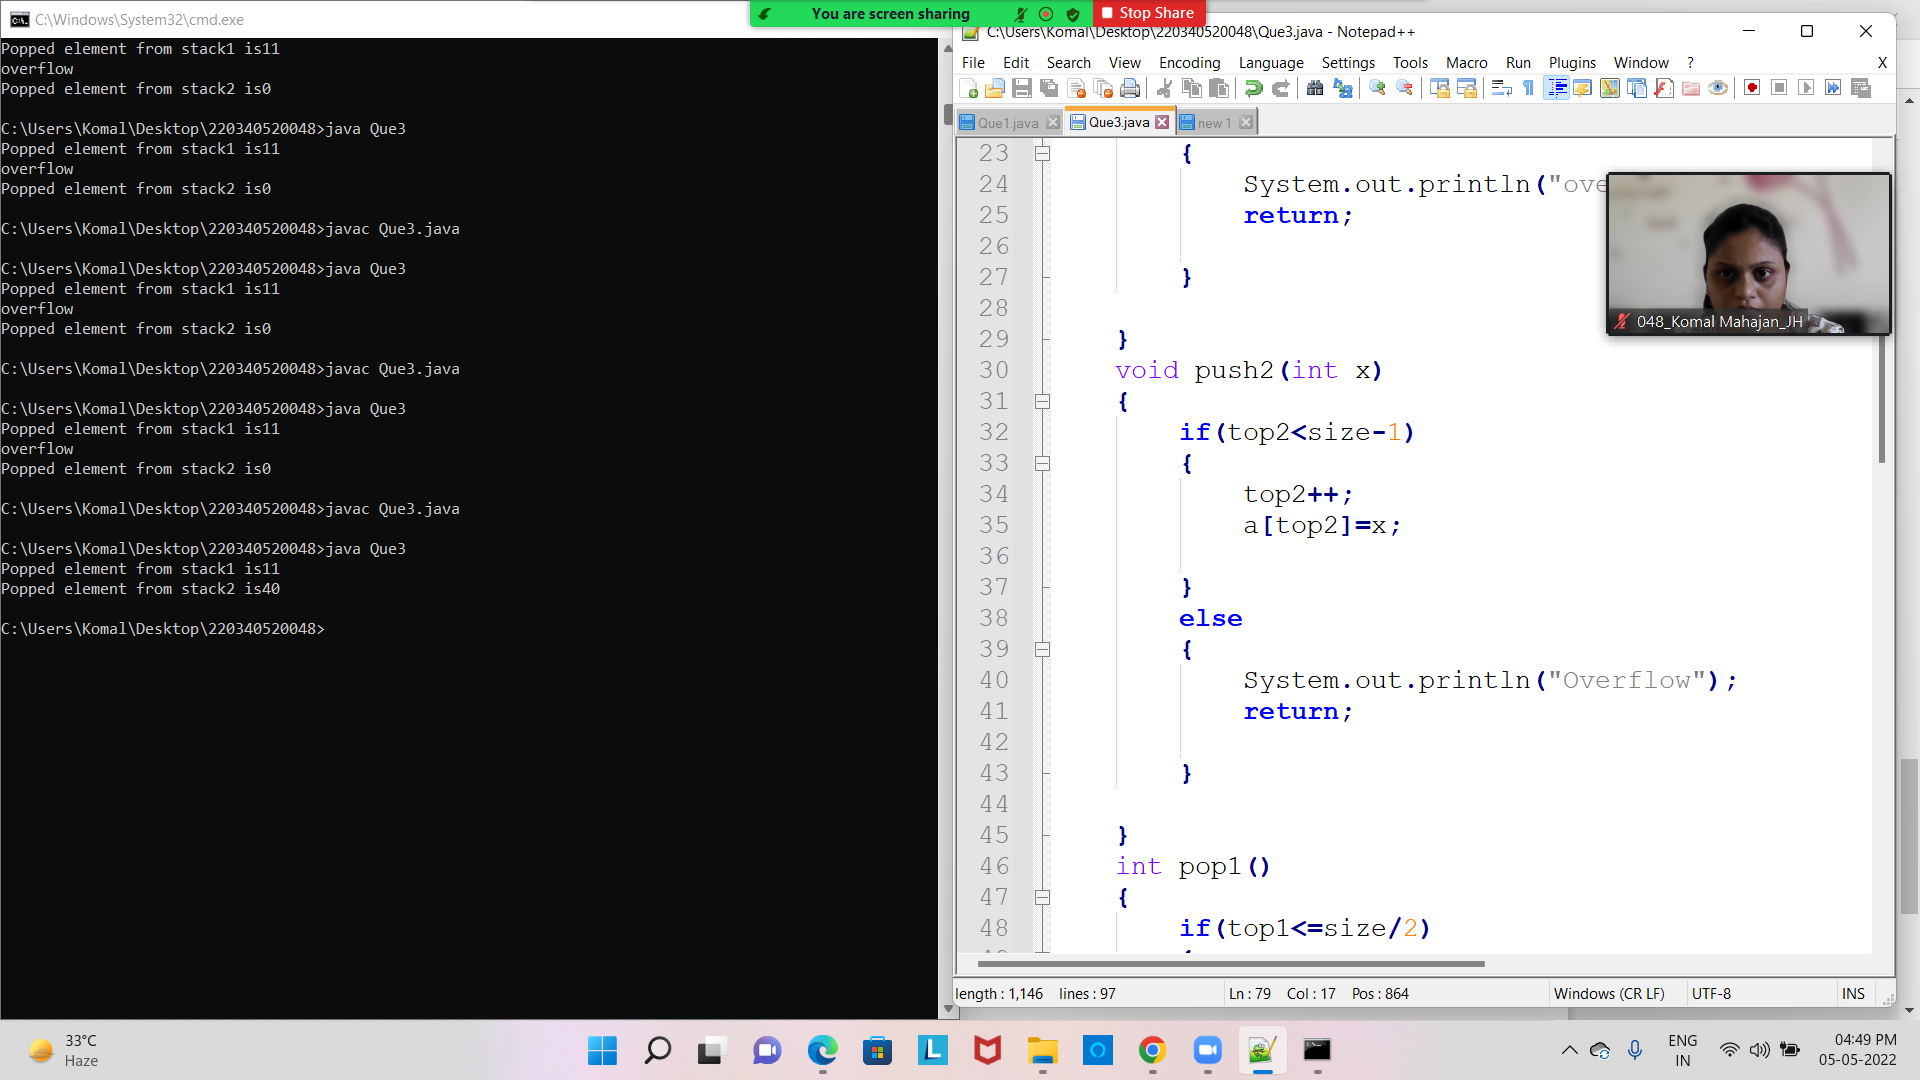 C:\Windows\System32\cmd.exe
Popped element from stack1 is11
overflow
Popped element from stack2 is0
C:\Users\Komal\Desktop\220340520048>java Que3
Popped element from stack1 is11
overflow
Popped element from stack2 is0
C:\Users\Komal\Desktop\220340520048>javac Que3.java
C:\Users\Komal\Desktop\220340520048>java Que3
Popped element from stack1 is11
overflow
Popped element from stack2 is0
C:\Users\Komal\Desktop\220340520048>javac Que3.java
C:\Users\Komal\Desktop\220340520048>java Que3
Popped element from stack1 is11
overflow
Popped element from stack2 is0
C:\Users\Komal\Desktop\220340520048>javac Que3.java
C:\Users\Komal\Desktop\220340520048>java Que3
Popped element from stack1 is11
Popped element from stack2 is40
C:\Users\Komal\Desktop\220340520048>
You are screen sharing
Stop Share
C:\Users\Komal\Desktop\220340520048\Que3.java - Notepad++
File Edit Search View Encoding Language Settings Tools Macro Run Plugins Window ? X
Que1.java Que3.java new 1
23 {
24 System.out.println("ove
25 return;
26
27 }
28
29 }
30 void push2(int x)
31 {
32 if(top2<size-1)
33 {
34 top2++;
35 a[top2]=x;
36
37 }
38 else
39 {
40 System.out.println("Overflow");
41 return;
42
43 }
44
45 }
46 int pop1()
47 {
48 if(top1<=size/2)
048_Komal Mahajan_JH
length : 1,146 lines : 97 Ln : 79 Col : 17 Pos : 864 Windows (CR LF) UTF-8 INS
33°C
Haze
ENG
IN
04:49 PM
05-05-2022